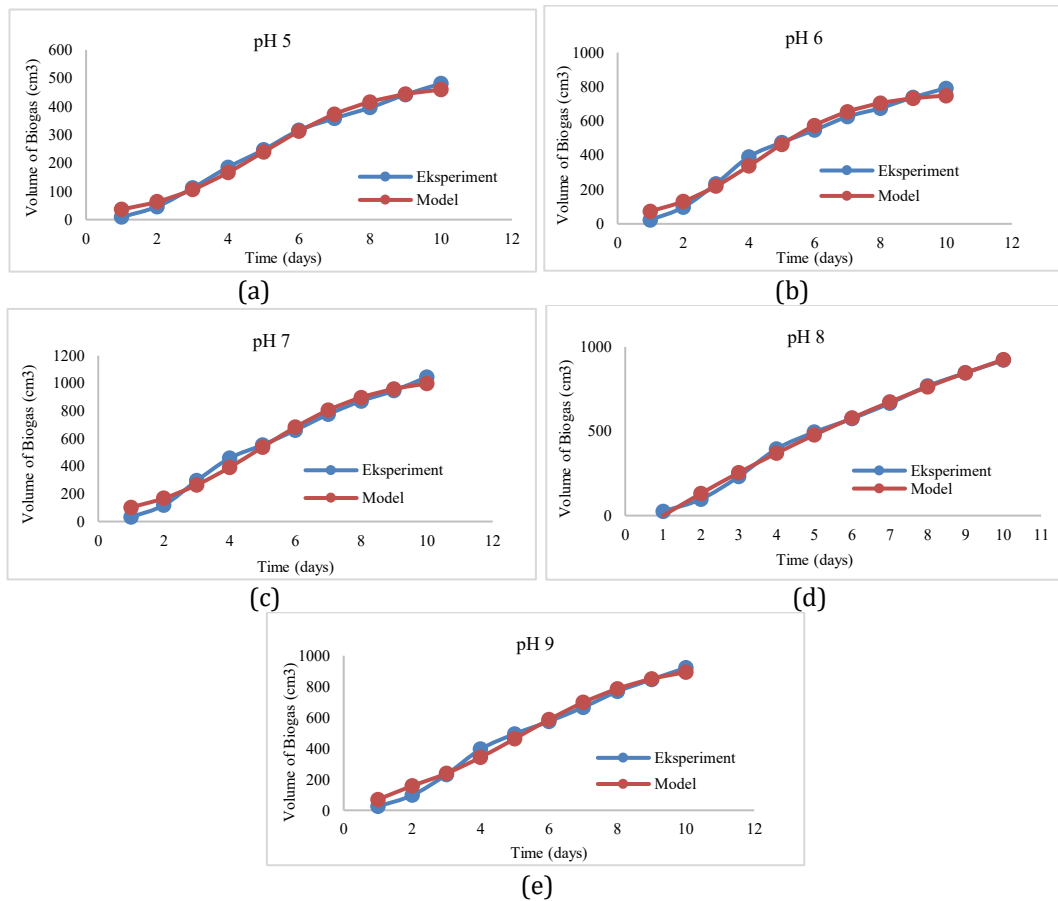 pH 5
Volume of Biogas (cm3)
600
500
400
300
200
100
0
0 2 4 6 8 10 12
Time (days)
Eksperiment
Model
(a)
pH 6
Volume of Biogas (cm3)
1000
800
600
400
200
0
0 2 4 6 8 10 12
Time (days)
Eksperiment
Model
(b)
pH 7
Volume of Biogas (cm3)
1200
1000
800
600
400
200
0
0 2 4 6 8 10 12
Time (days)
Eksperiment
Model
(c)
pH 8
Volume of Biogas (cm3)
1000
500
0
0 1 2 3 4 5 6 7 8 9 10 11
Time (days)
Eksperiment
Model
(d)
pH 9
Volume of Biogas (cm3)
1000
800
600
400
200
0
0 2 4 6 8 10 12
Time (days)
Eksperiment
Model
(e)